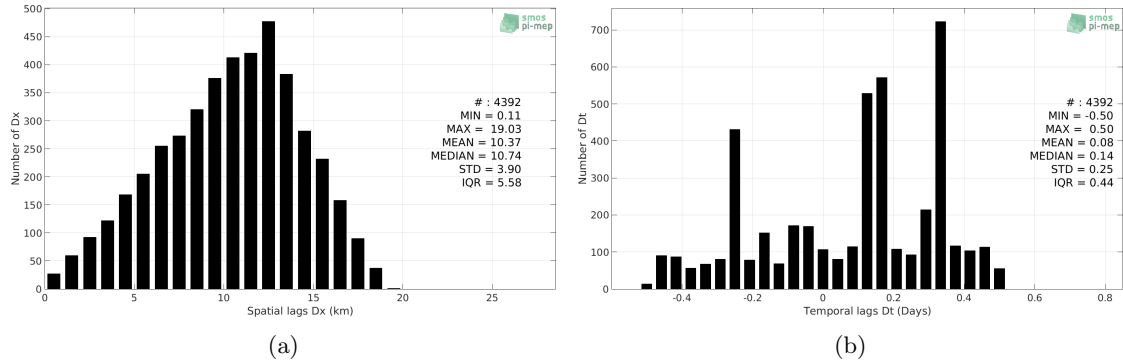 500
450
400
350
300
250
200
150
100
50
0
Number of Dx
0 5 10 15 20 25
Spatial lags Dx (km)
smos
pi-mep
# : 4392
MIN = 0.11
MAX = 19.03
MEAN = 10.37
MEDIAN = 10.74
STD = 3.90
IQR = 5.58
(a)
700
600
500
400
300
200
100
0
Number of Dt
-0.4 -0.2 0 0.2 0.4 0.6 0.8
Temporal lags Dt (Days)
smos
pi-mep
# : 4392
MIN = -0.50
MAX = 0.50
MEAN = 0.08
MEDIAN = 0.14
STD = 0.25
IQR = 0.44
(b)